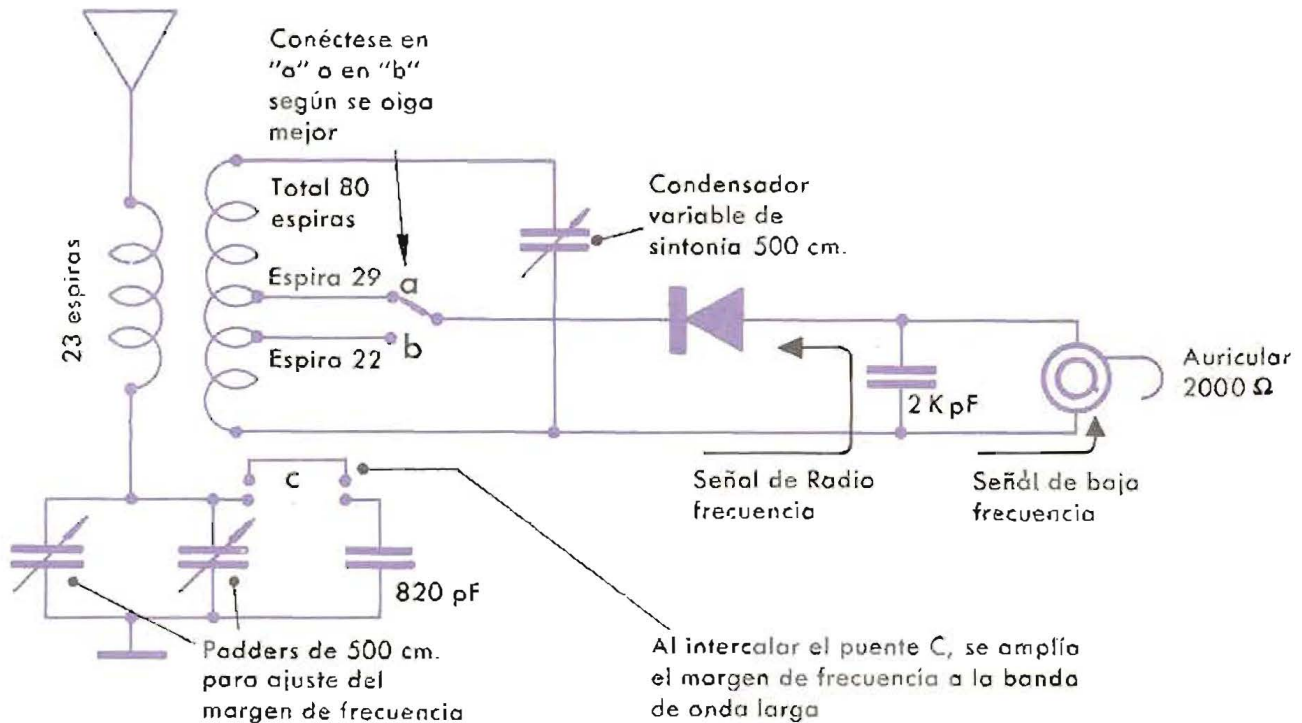 Conéctese en
"a" o en "b"
según se oiga
mejor
Total 80
espiras
Condensador
variable de
sintonía 500 cm.
23 espiras
Espira 29
a
Espira 22
b
Auricular
2000 Ω
2 K pF
C
Señal de Radio
frecuencia
Señál de baja
frecuencia
820 pF
Padders de 500 cm.
para ajuste del
margen de frecuencia
Al intercalar el puente C, se amplía
el margen de frecuencia a la banda
de onda larga